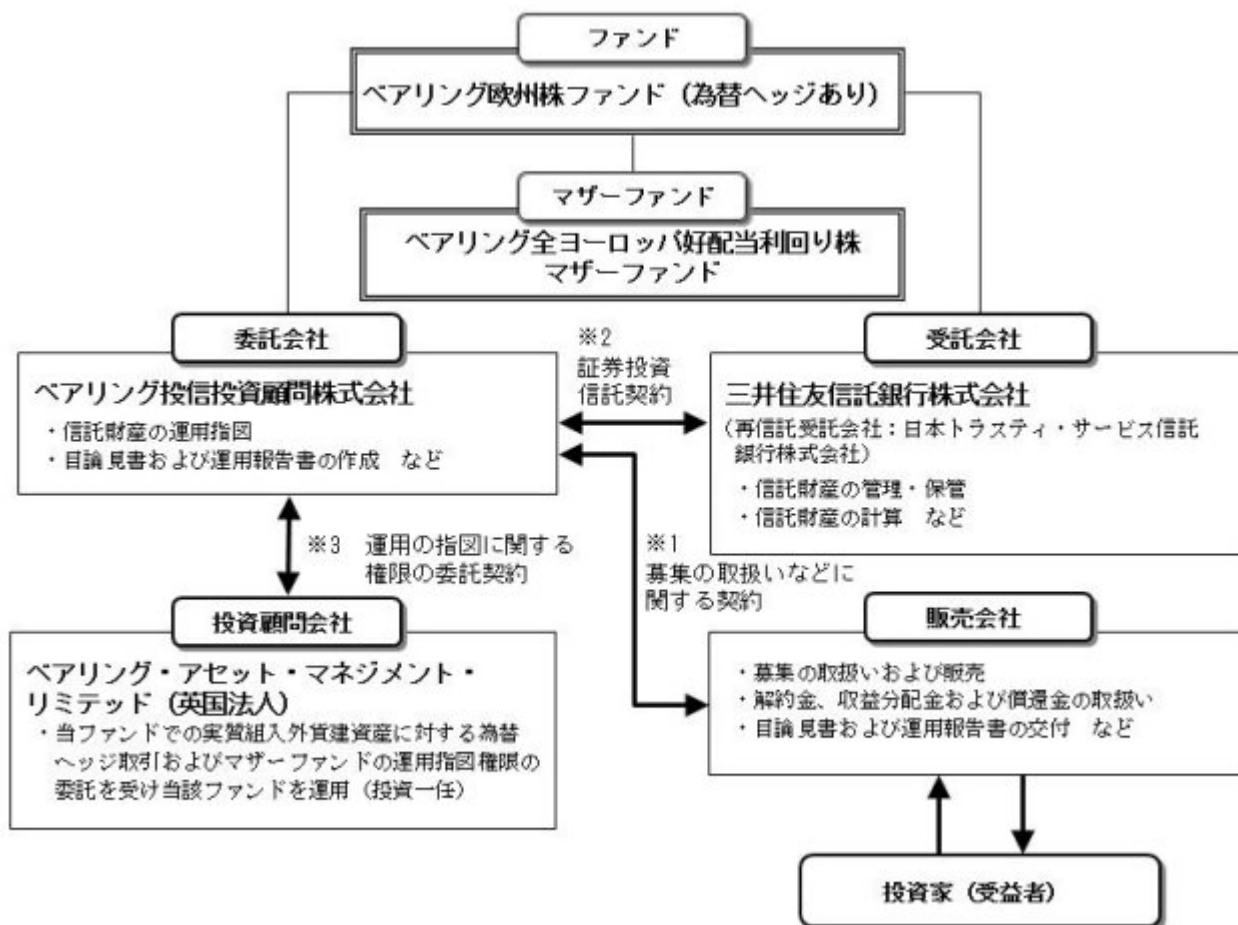 ファンド
ベアリング欧州株ファンド（為替ヘッジあり）
マザーファンド
ベアリング全ヨーロッパ好配当利回り株
マザーファンド
委託会社
ベアリング投信投資顧問株式会社
・信託財産の運用指図
・目論見書および運用報告書の作成　など
※2
証券投資
信託契約
受託会社
三井住友信託銀行株式会社
（再信託受託会社：日本トラスティ・サービス信託
銀行株式会社）
・信託財産の管理・保管
・信託財産の計算　など
※3　運用の指図に関する
権限の委託契約
※1
募集の取扱いなどに
関する契約
投資顧問会社
ベアリング・アセット・マネジメント・
リミテッド（英国法人）
・当ファンドでの実質組入外貨建資産に対する為替
ヘッジ取引およびマザーファンドの運用指図権限の
委託を受け当該ファンドを運用（投資一任）
販売会社
・募集の取扱いおよび販売
・解約金、収益分配金および償還金の取扱い
・目論見書および運用報告書の交付　など
投資家（受益者）